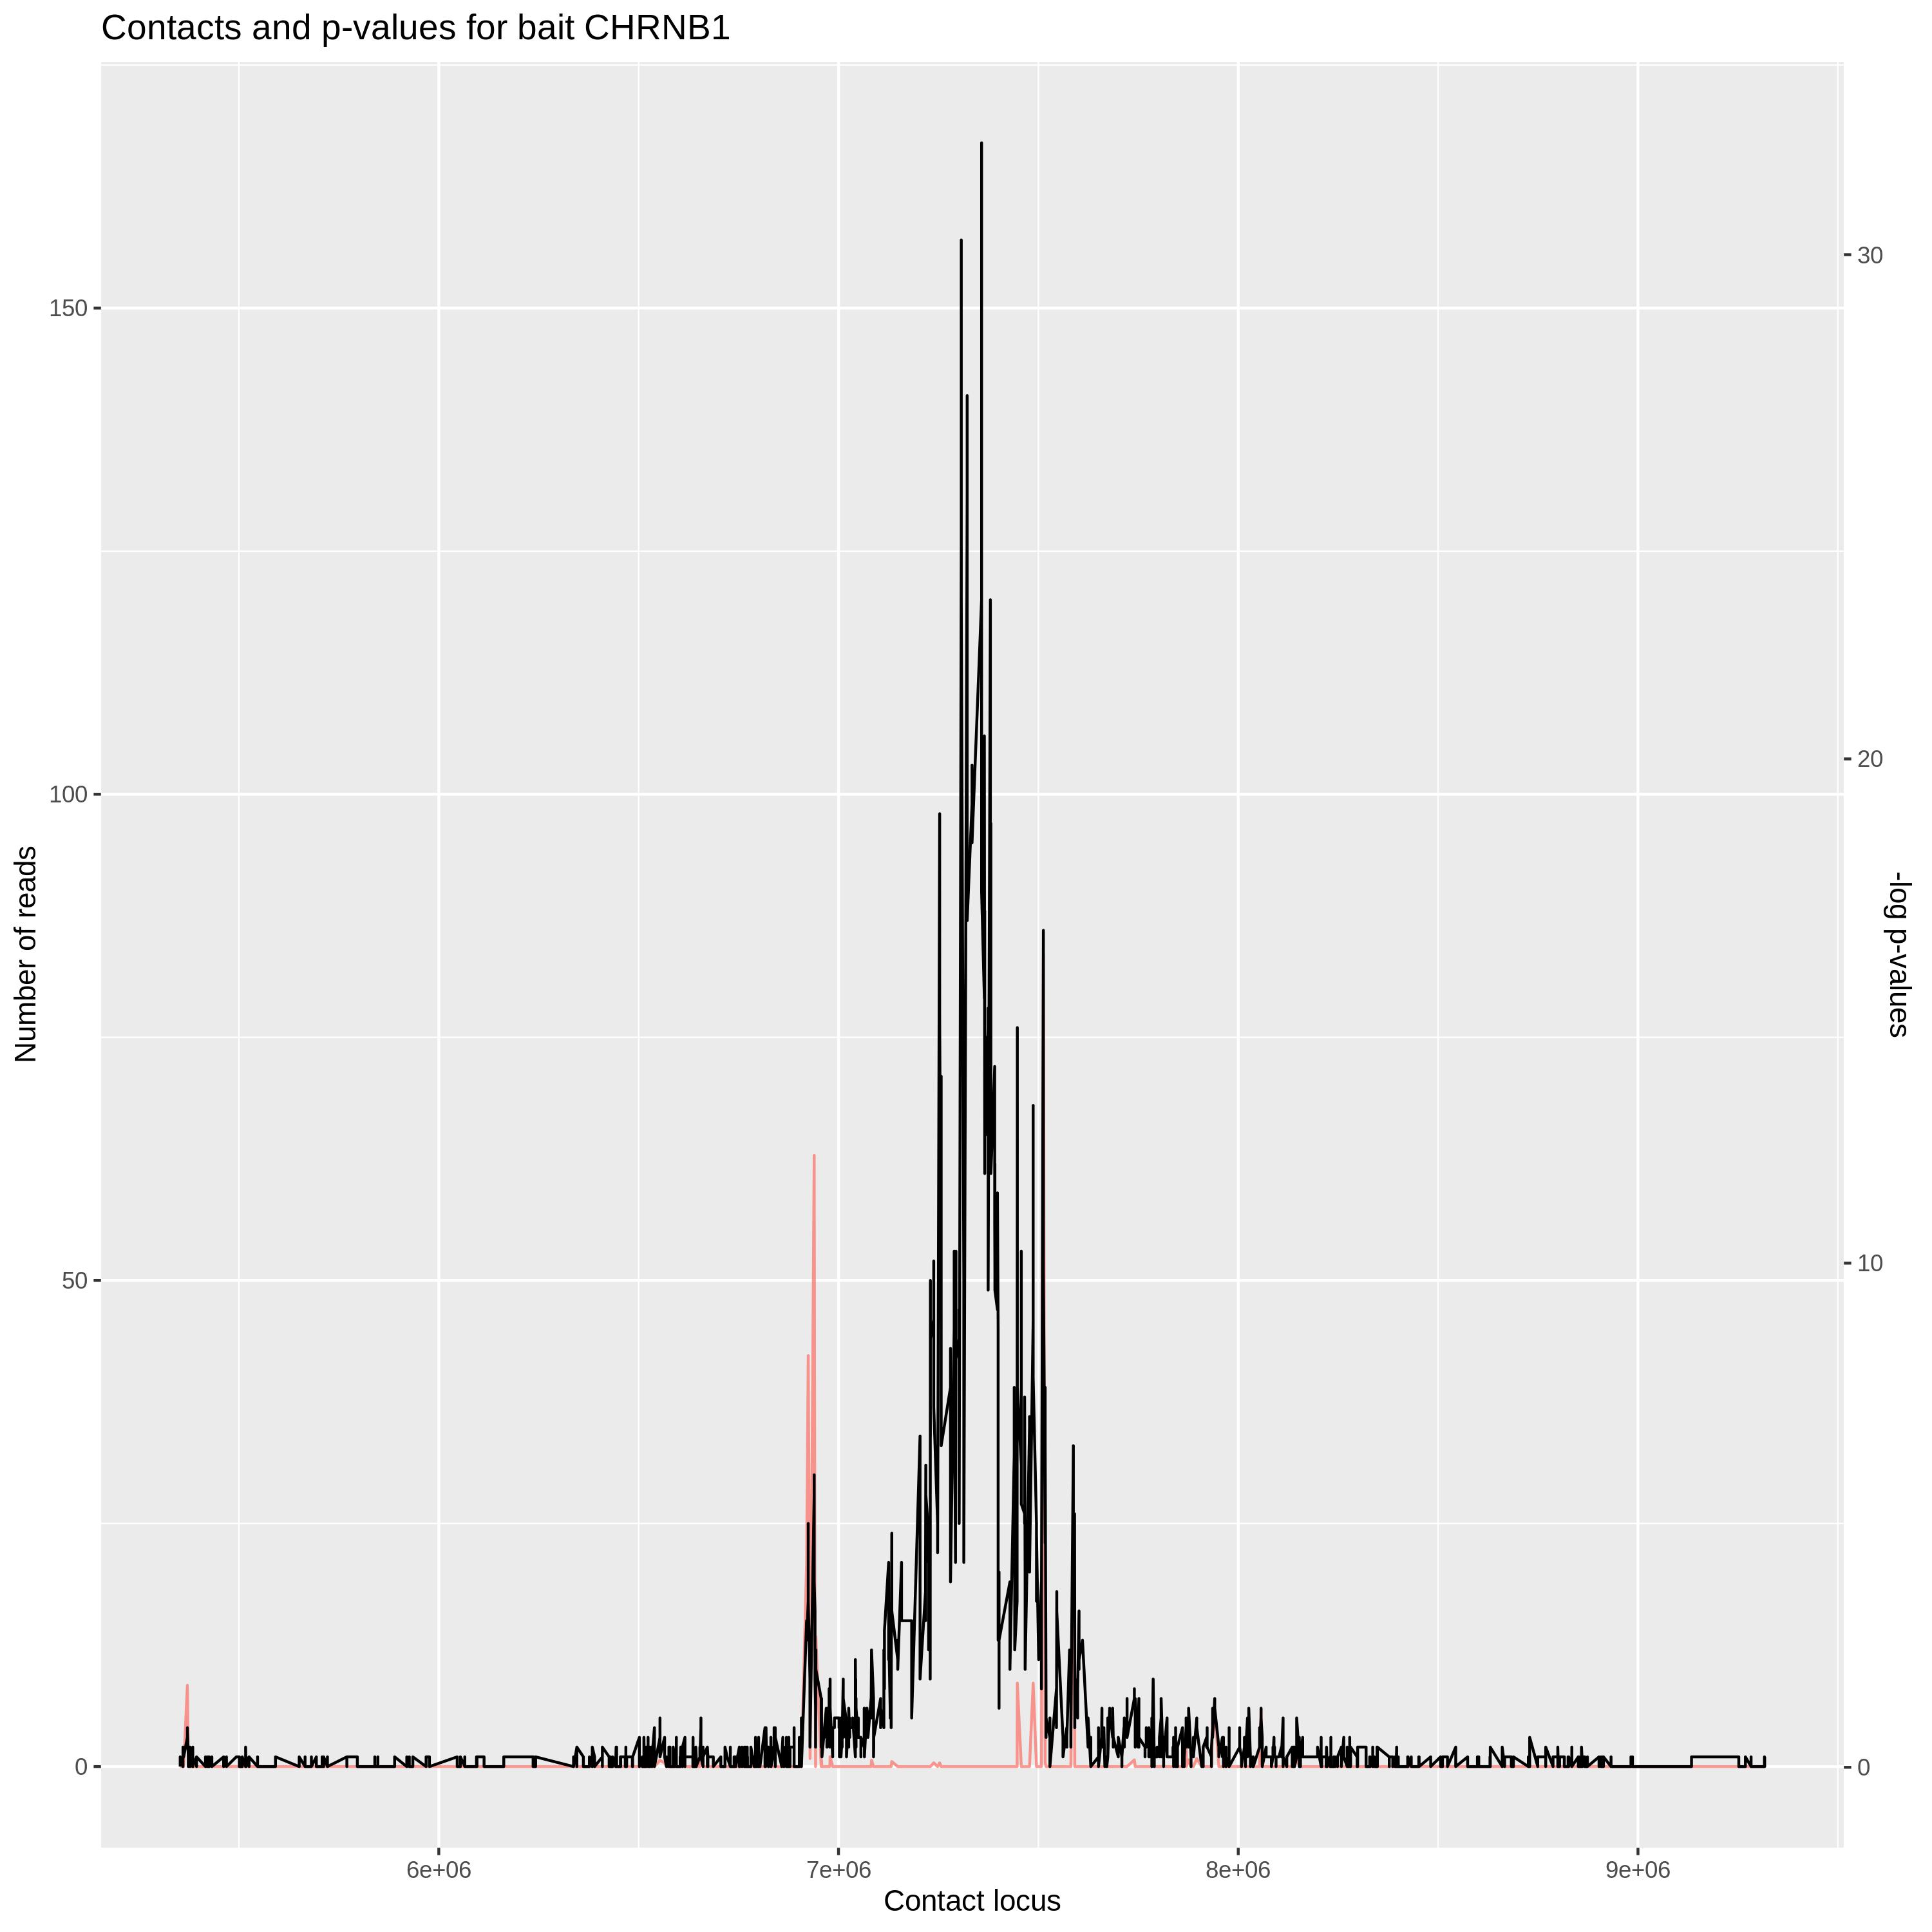 Contacts and p-values for bait CHRNB1
150
100
50
0
Number of reads
30
20
10
0
-log p-values
6e+06
7e+06
8e+06
9e+06
Contact locus